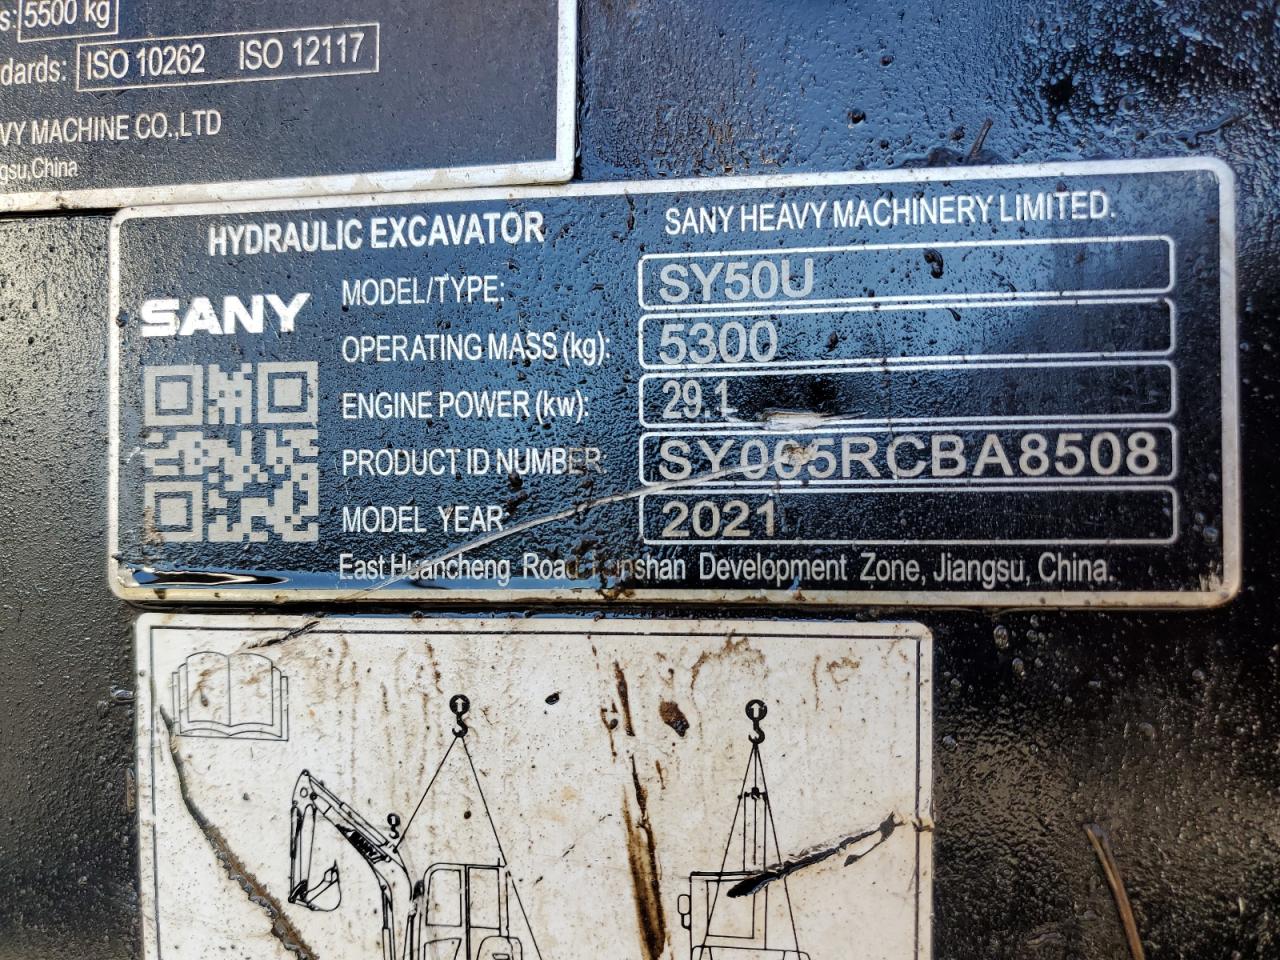 s: 5500 kg
dards: ISO 10262 ISO 12117
VY MACHINE CO.,LTD
gsu,China
HYDRAULIC EXCAVATOR SANY HEAVY MACHINERY LIMITED.
SANY
MODEL/TYPE: SY50U
OPERATING MASS (kg): 5300
ENGINE POWER (kw): 29.1
PRODUCT ID NUMBER: SY005RCBA8508
MODEL YEAR: 2021
East Huancheng Road, Development Zone, Jiangsu, China.